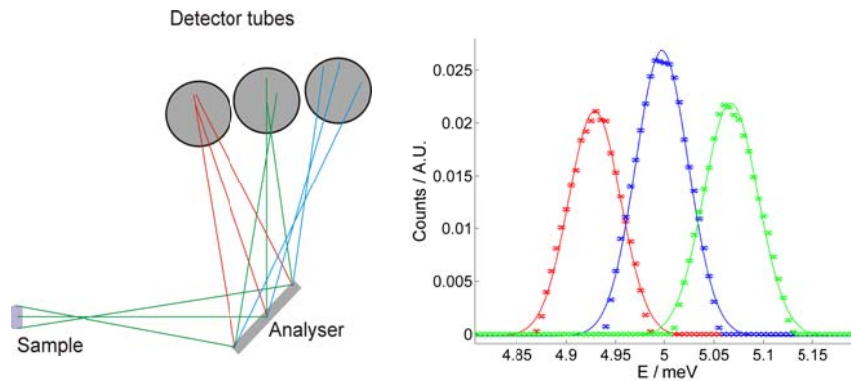 Detector tubes
Sample
Analyser
Counts / A.U.
0.025
0.02
0.015
0.01
0.005
0
4.85 4.9 4.95 5 5.05 5.1 5.15
E / meV